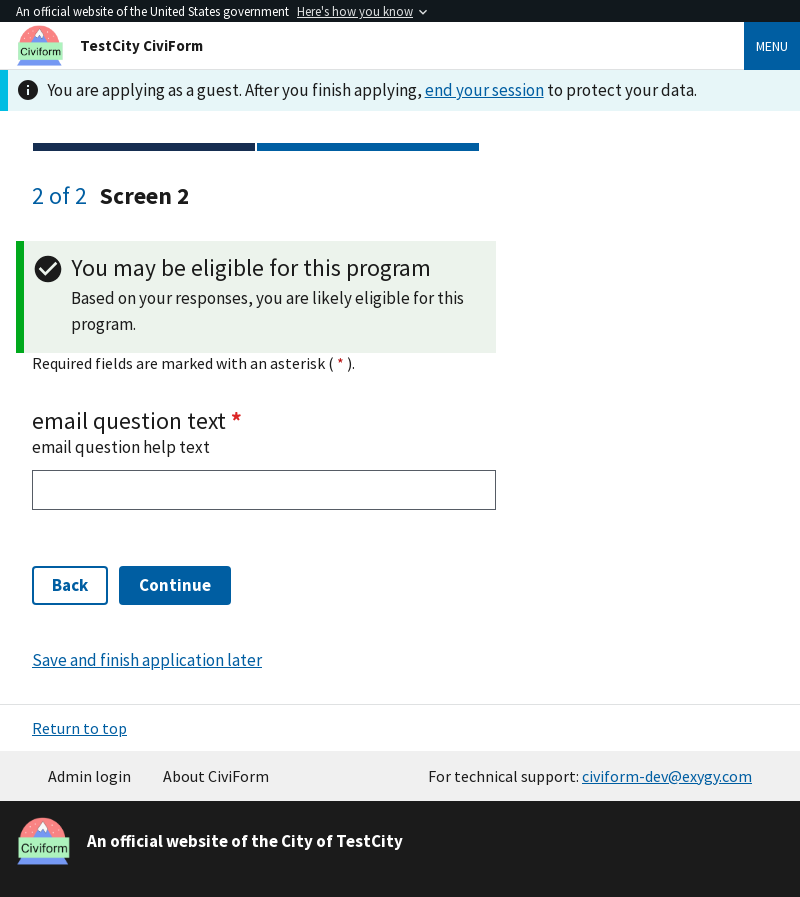 An official website of the United States government Here's how you know
Civiform
TestCity CiviForm
MENU
You are applying as a guest. After you finish applying, end your session to protect your data.
2 of 2 Screen 2
You may be eligible for this program
Based on your responses, you are likely eligible for this
program.
Required fields are marked with an asterisk ( * ).
email question text *
email question help text
Back
Continue
Save and finish application later
Return to top
Admin login
About CiviForm
For technical support: civiform-dev@exygy.com
Civiform
An official website of the City of TestCity